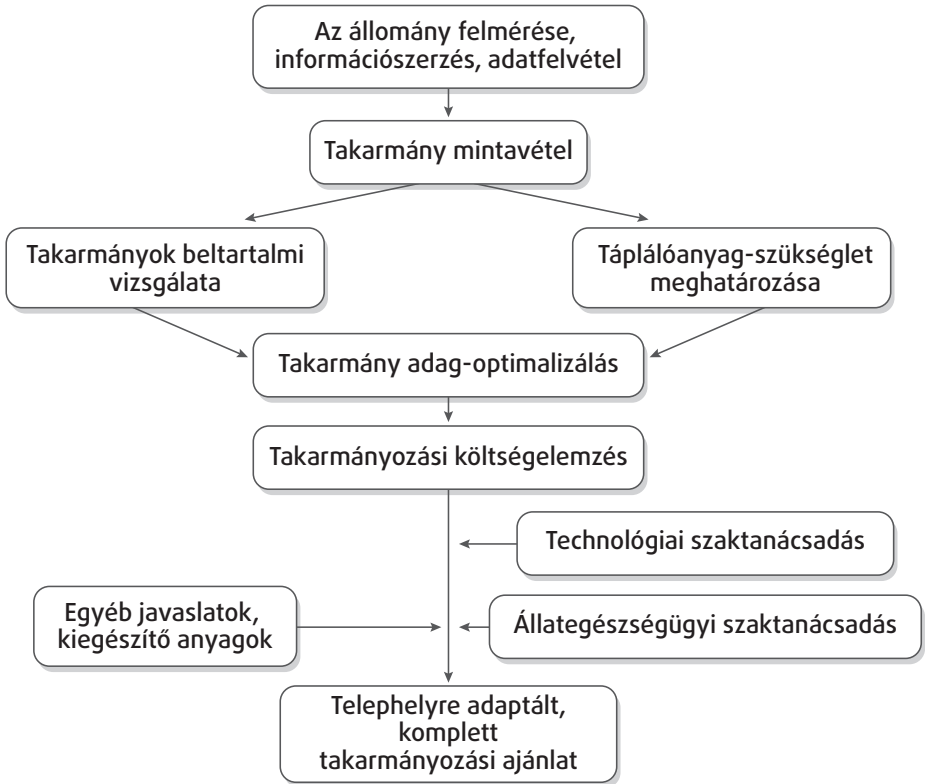 Az állomány felmérése,
információszerzés, adatfelvétel
Takarmány mintavétel
Takarmányok beltartalmi
vizsgálata
Táplálóanyag-szükséglet
meghatározása
Takarmány adag-optimalizálás
Takarmányozási költségelemzés
Technológiai szaktanácsadás
Egyéb javaslatok,
kiegészítő anyagok
Állategészségügyi szaktanácsadás
Telephelyre adaptált,
komplett
takarmányozási ajánlat